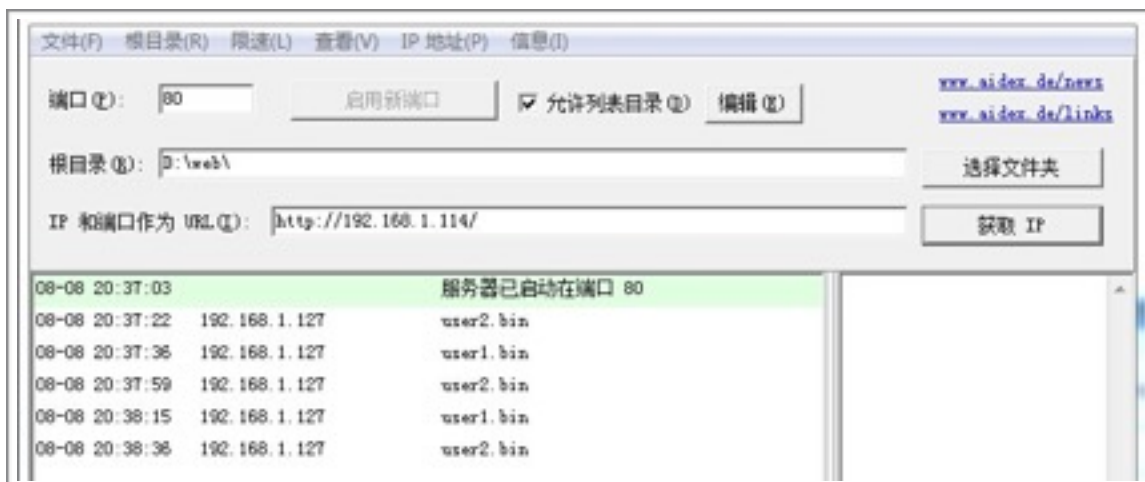 文件(F) 根目录(R) 限速(L) 查看(V) IP 地址(P) 信息(I)
端口(P): 80 启用新端口 允许列表目录(D) 编辑(E) www.aidex.de/news
www.aidex.de/links
根目录(R): D:\web\ 选择文件夹
IP 和端口作为 URL(I): http://192.168.1.114/ 获取 IP
08-08 20:37:03 服务器已启动在端口 80
08-08 20:37:22 192.168.1.127 user2.bin
08-08 20:37:36 192.168.1.127 user1.bin
08-08 20:37:59 192.168.1.127 user2.bin
08-08 20:38:15 192.168.1.127 user1.bin
08-08 20:38:36 192.168.1.127 user2.bin